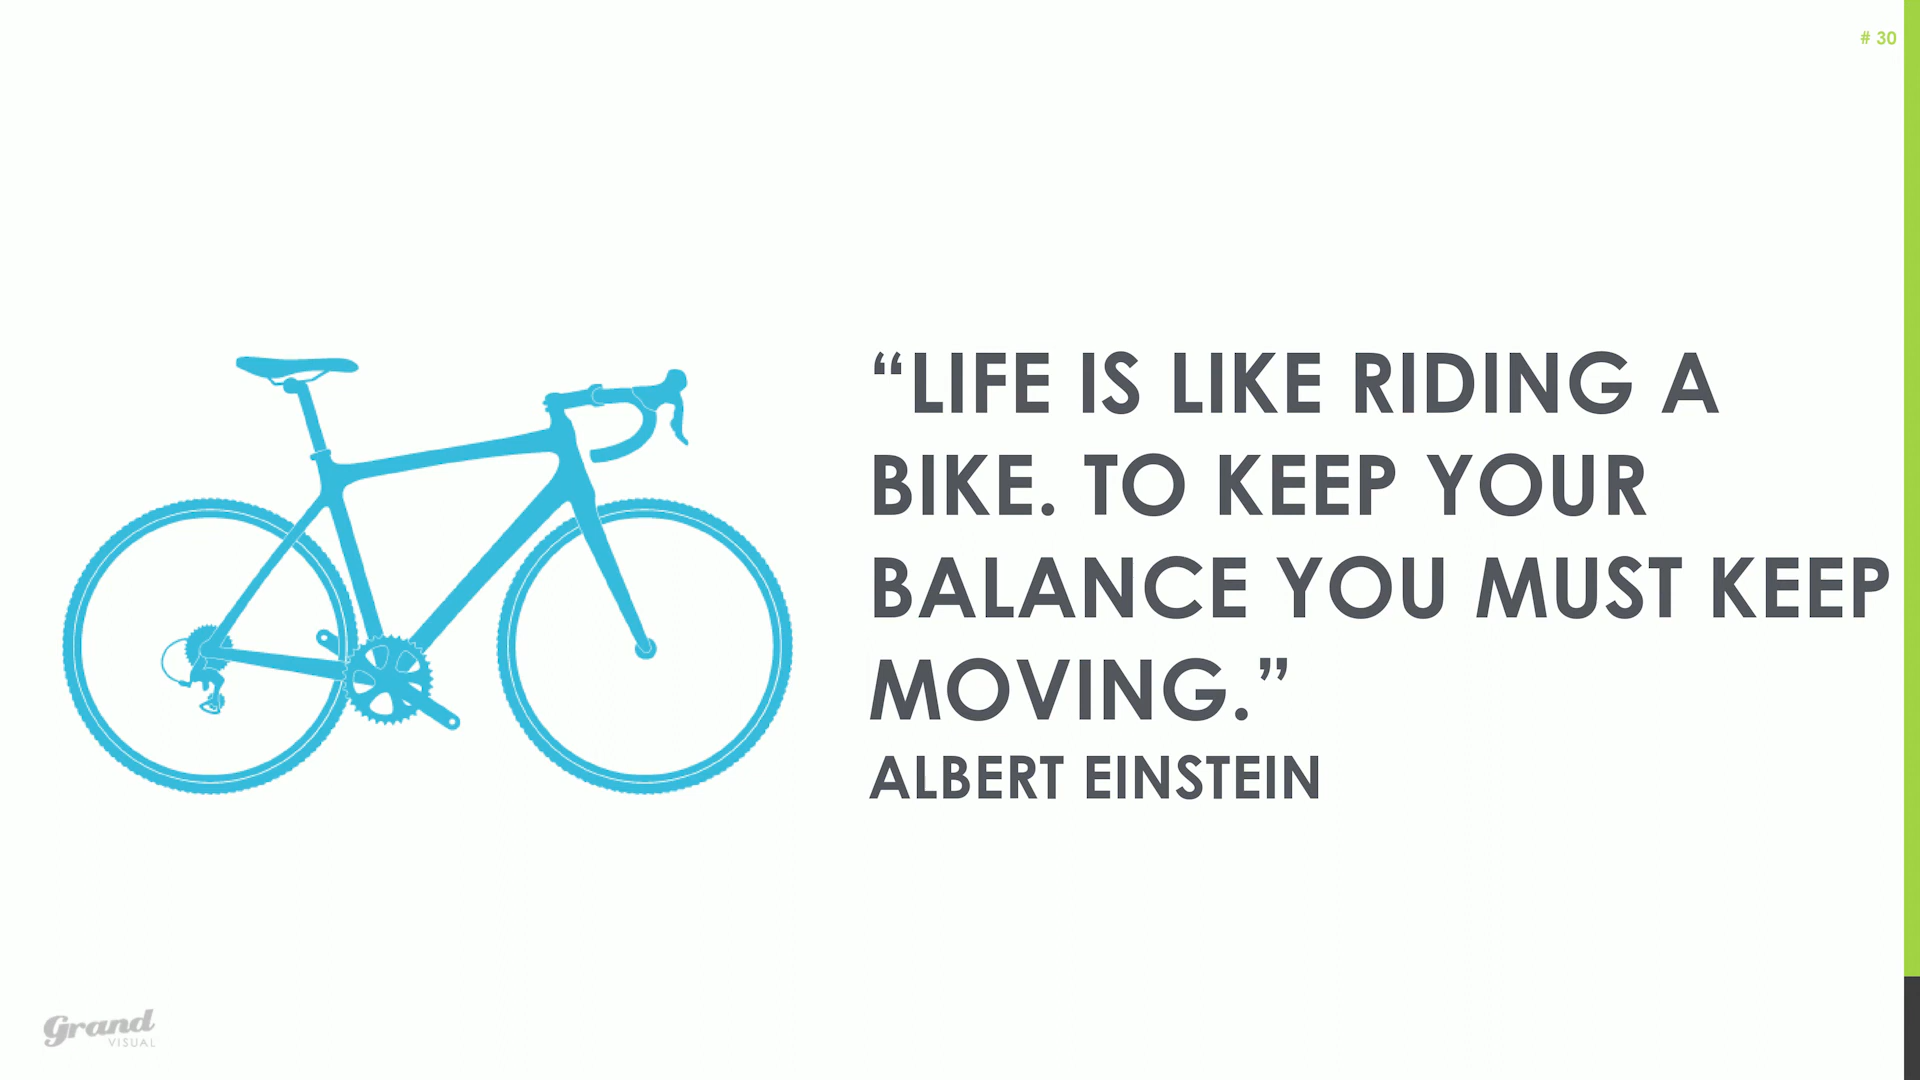 # 30
“LIFE IS LIKE RIDING A
BIKE. TO KEEP YOUR
BALANCE YOU MUST KEEP
MOVING.”
ALBERT EINSTEIN
Grand
VISUAL